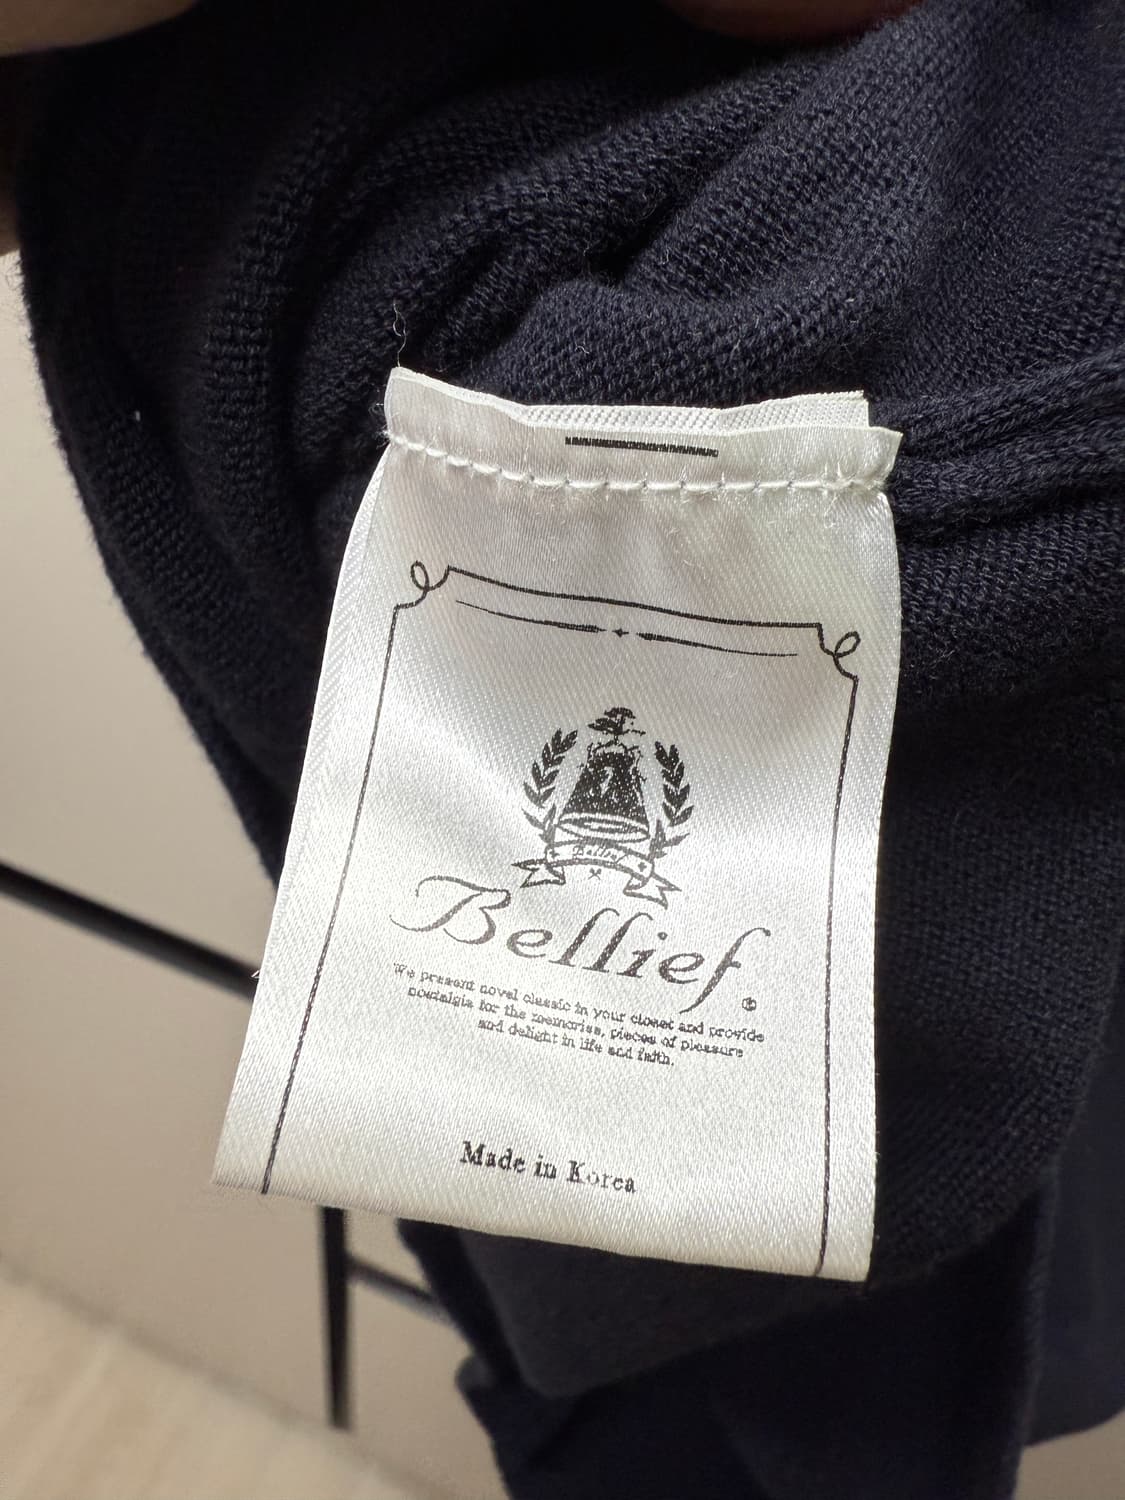 Bellief
Bellief ®
We present novel classic in your closet and provide
nostalgia for the memories, pieces of pleasure
and delight in life and faith.
Made in Korea